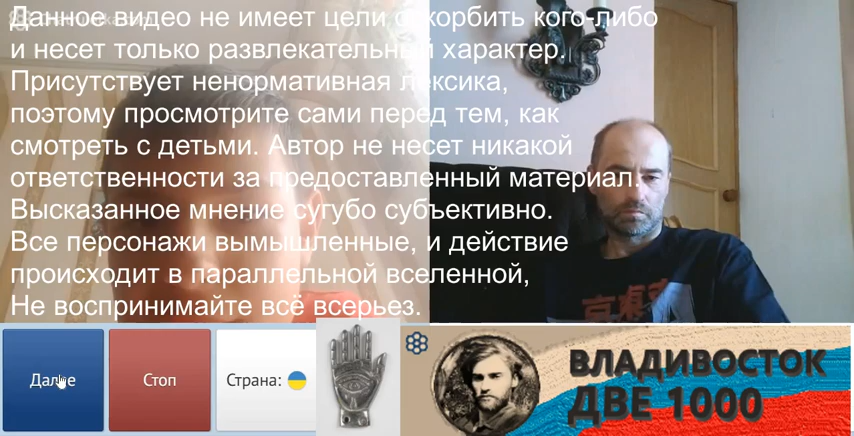 Данное видео не имеет цели оскорбить кого-либо
и несет только развлекательный характер.
Присутствует ненормативная лексика,
поэтому просмотрите сами перед тем, как
смотреть с детьми. Автор не несет никакой
ответственности за предоставленный материал.
Высказанное мнение сугубо субъективно.
Все персонажи вымышленные, и действие
происходит в параллельной вселенной,
Не воспринимайте всё всерьез.
Далее
Стоп
Страна:
ВЛАДИВОСТОК
ДВЕ 1000